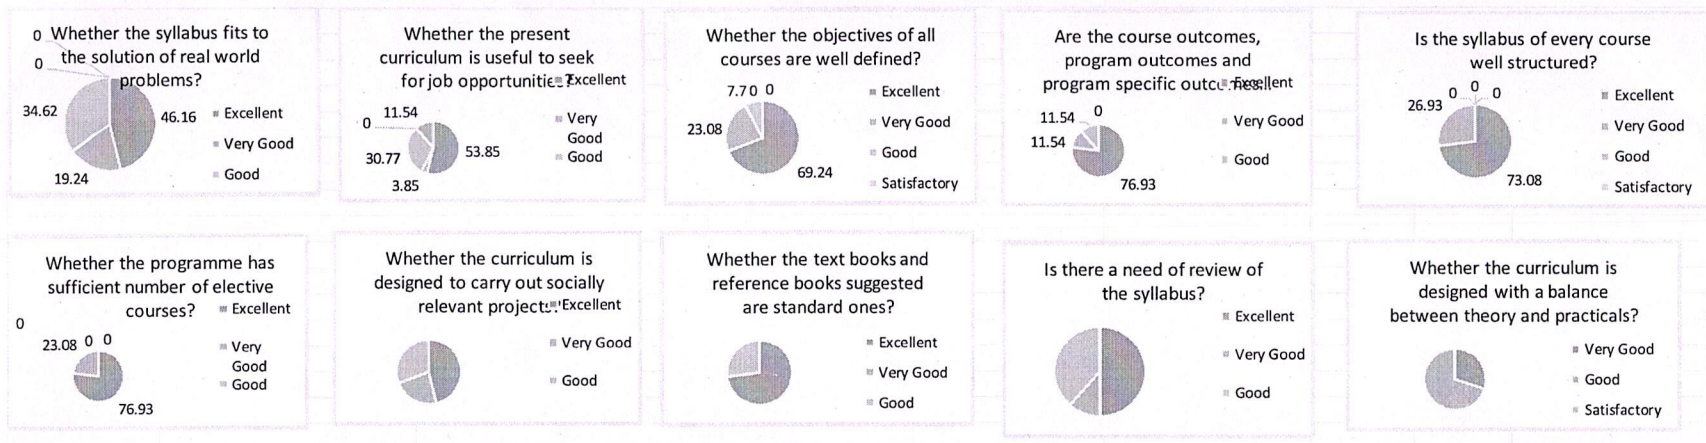 Whether the syllabus fits to
the solution of real world
problems?
0
0
34.62
46.16
19.24
Excellent
Very Good
Good
Whether the present
curriculum is useful to seek
for job opportunities?
11.54
0
30.77
3.85
53.85
Excellent
Very
Good
Good
Whether the objectives of all
courses are well defined?
7.7 0 0
23.08
69.24
Excellent
Very Good
Good
Satisfactory
Are the course outcomes,
program outcomes and
program specific
0
11.54
11.54
76.93
Excellent
Very Good
Good
Is the syllabus of every course
well structured?
0 0 0
26.93
73.08
Excellent
Very Good
Good
Satisfactory
Whether the programme has
sufficient number of elective
courses?
0
23.08 0 0
76.93
Excellent
Very
Good
Good
Whether the curriculum is
designed to carry out socially
relevant projects
Excellent
Very Good
Good
Whether the text books and
reference books suggested
are standard ones?
Excellent
Very Good
Good
Is there a need of review of
the syllabus?
Excellent
Very Good
Good
Whether the curriculum is
designed with a balance
between theory and practicals?
Very Good
Good
Satisfactory